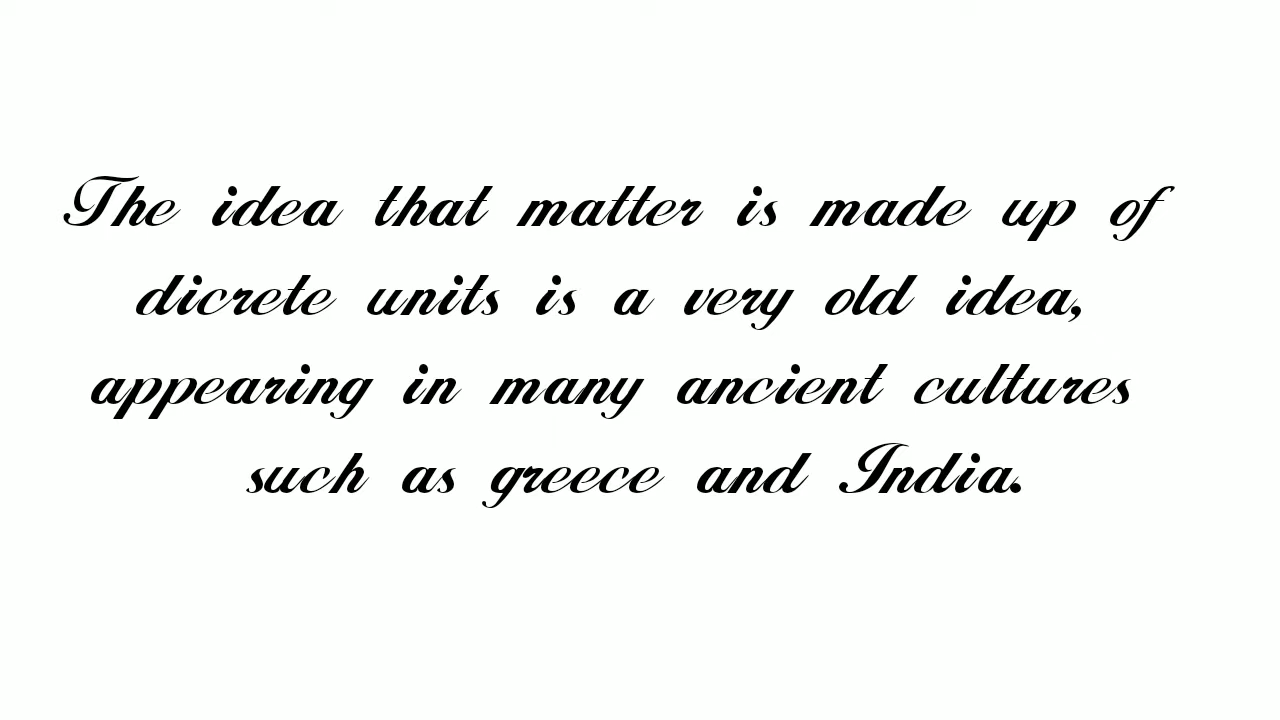 The idea that matter is made up of
dicrete units is a very old idea,
appearing in many ancient cultures
such as greece and India.